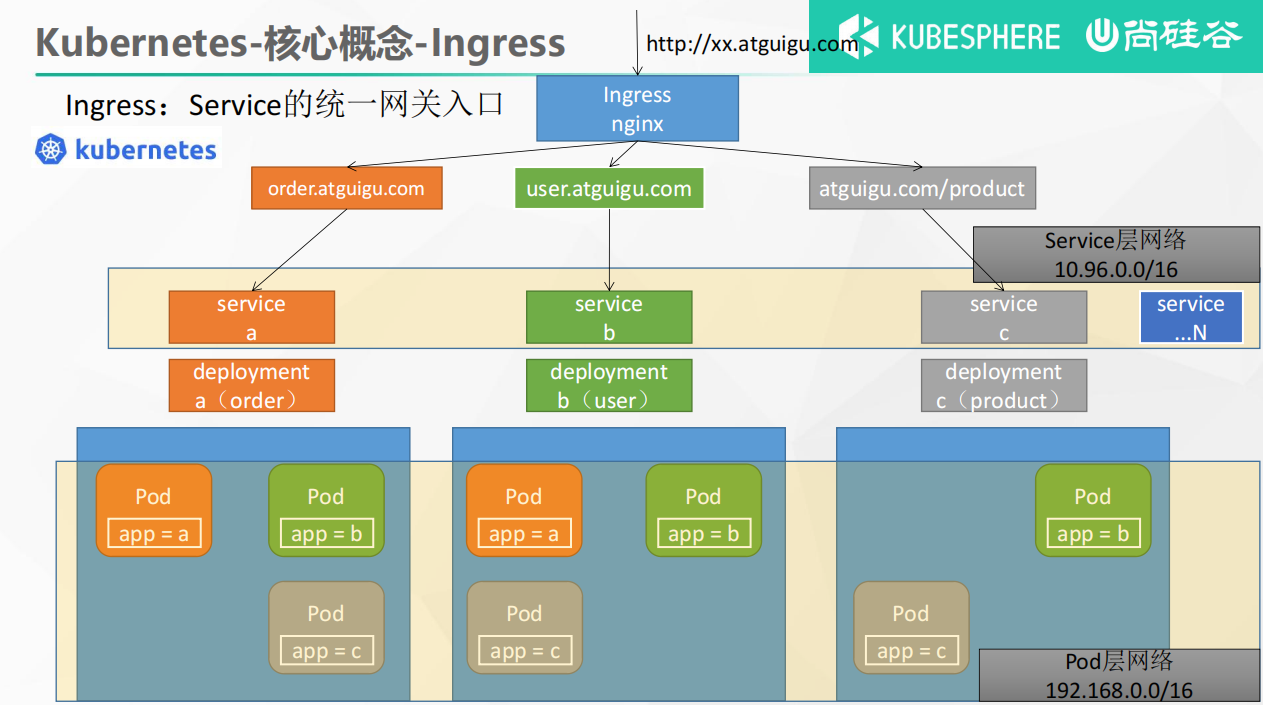 Kubernetes-核心概念-Ingress
http://xx.atguigu.com
KUBESPHERE
尚硅谷
Ingress：Service的统一网关入口
kubernetes
Ingress
nginx
order.atguigu.com
user.atguigu.com
atguigu.com/product
Service层网络
10.96.0.0/16
service
a
service
b
service
c
service
...N
deployment
a（order）
deployment
b（user）
deployment
c（product）
Pod
app = a
Pod
app = b
Pod
app = a
Pod
app = b
Pod
app = b
Pod
app = c
Pod
app = c
Pod
app = c
Pod层网络
192.168.0.0/16